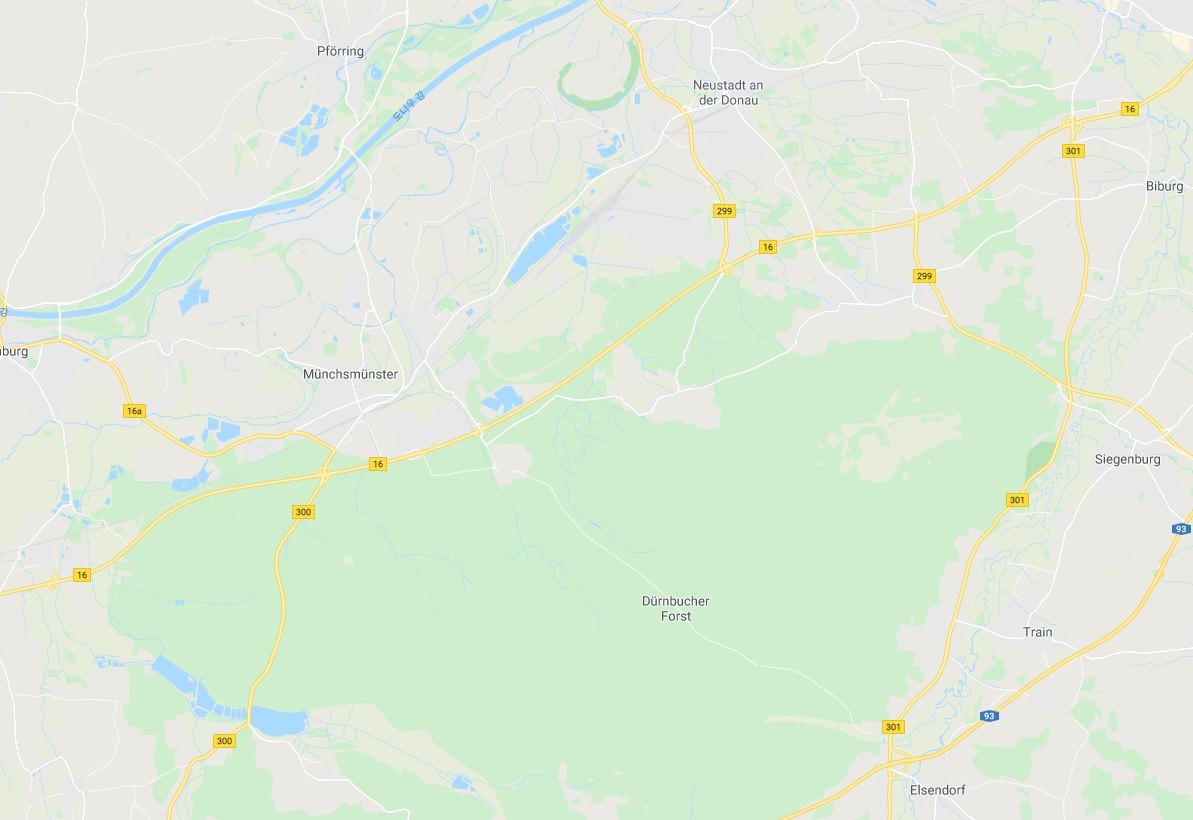 Pförring
도나우 강
Neustadt an
der Donau
16
301
Biburg
299
16
299
강
burg
Münchsmünster
16a
16
Siegenburg
301
300
93
16
Dürnbucher
Forst
Train
93
301
300
Elsendorf